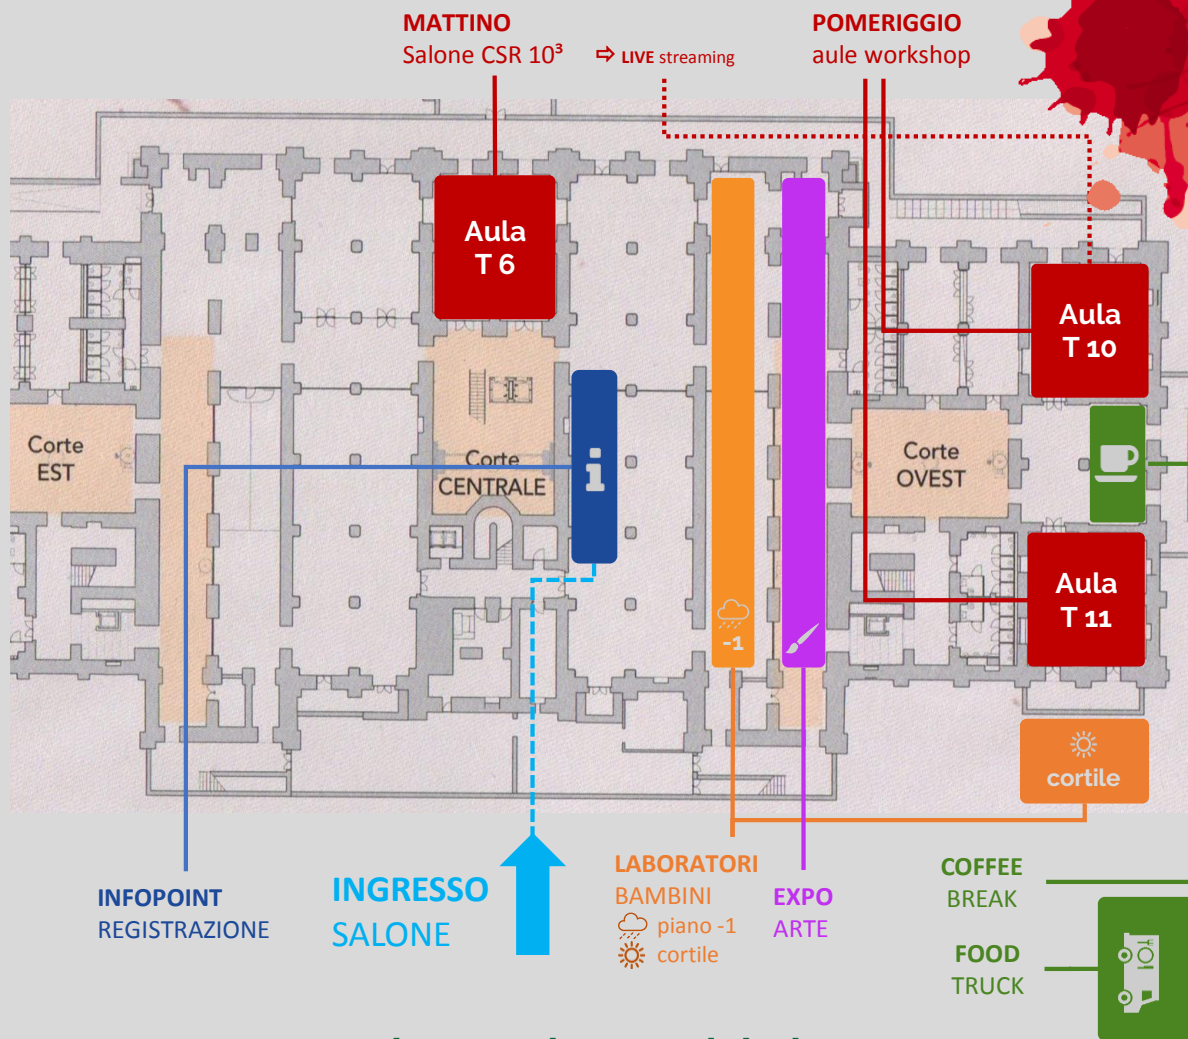 MATTINO
Salone CSR 10³
⇨ LIVE streaming
POMERIGGIO
aule workshop
Aula
T 6
Aula
T 10
Corte
EST
Corte
CENTRALE
i
Corte
OVEST
Aula
T 11
-1
cortile
INFOPOINT
REGISTRAZIONE
INGRESSO
SALONE
LABORATORI
BAMBINI
piano -1
cortile
EXPO
ARTE
COFFEE
BREAK
FOOD
TRUCK